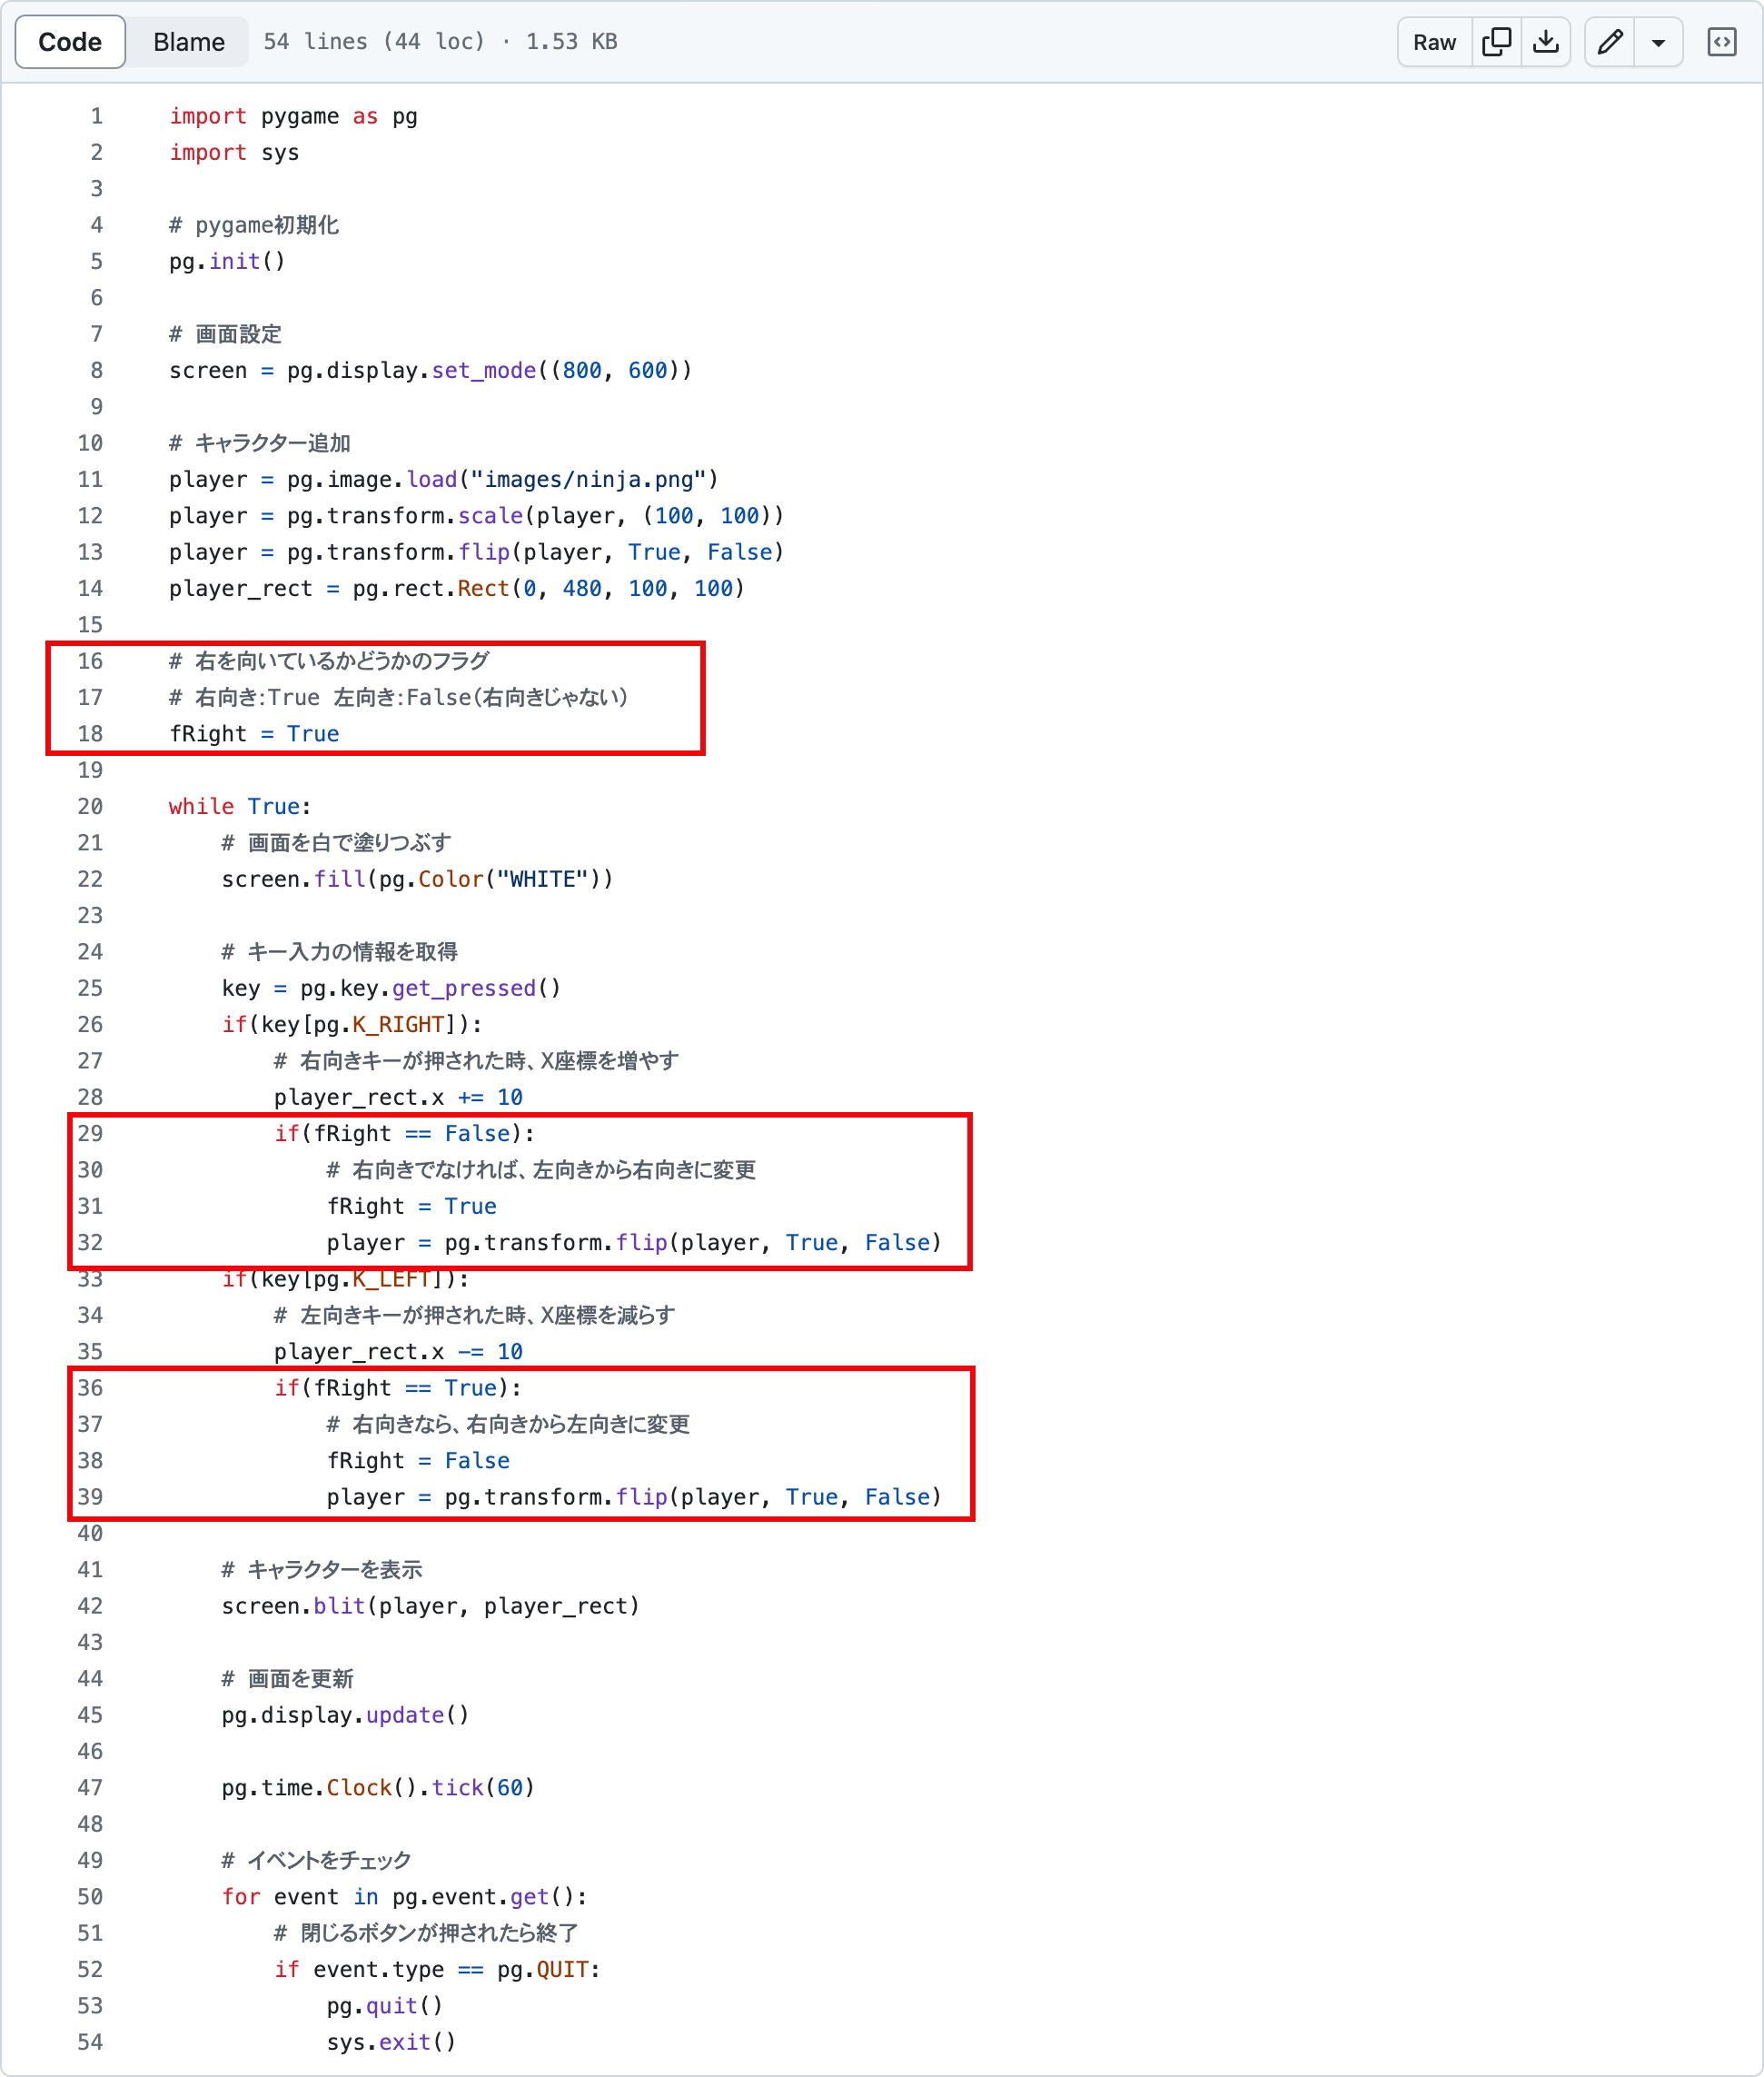 Code Blame 54 lines (44 loc) · 1.53 KB Raw
1 import pygame as pg
2 import sys
3
4 # pygame初期化
5 pg.init()
6
7 # 画面設定
8 screen = pg.display.set_mode((800, 600))
9
10 # キャラクター追加
11 player = pg.image.load("images/ninja.png")
12 player = pg.transform.scale(player, (100, 100))
13 player = pg.transform.flip(player, True, False)
14 player_rect = pg.rect.Rect(0, 480, 100, 100)
15
16 # 右を向いているかどうかのフラグ
17 # 右向き:True 左向き:False(右向きじゃない)
18 fRight = True
19
20 while True:
21     # 画面を白で塗りつぶす
22     screen.fill(pg.Color("WHITE"))
23
24     # キー入力の情報を取得
25     key = pg.key.get_pressed()
26     if(key[pg.K_RIGHT]):
27         # 右向きキーが押された時、X座標を増やす
28         player_rect.x += 10
29         if(fRight == False):
30             # 右向きでなければ、左向きから右向きに変更
31             fRight = True
32             player = pg.transform.flip(player, True, False)
33     if(key[pg.K_LEFT]):
34         # 左向きキーが押された時、X座標を減らす
35         player_rect.x -= 10
36         if(fRight == True):
37             # 右向きなら、右向きから左向きに変更
38             fRight = False
39             player = pg.transform.flip(player, True, False)
40
41     # キャラクターを表示
42     screen.blit(player, player_rect)
43
44     # 画面を更新
45     pg.display.update()
46
47     pg.time.Clock().tick(60)
48
49     # イベントをチェック
50     for event in pg.event.get():
51         # 閉じるボタンが押されたら終了
52         if event.type == pg.QUIT:
53             pg.quit()
54             sys.exit()